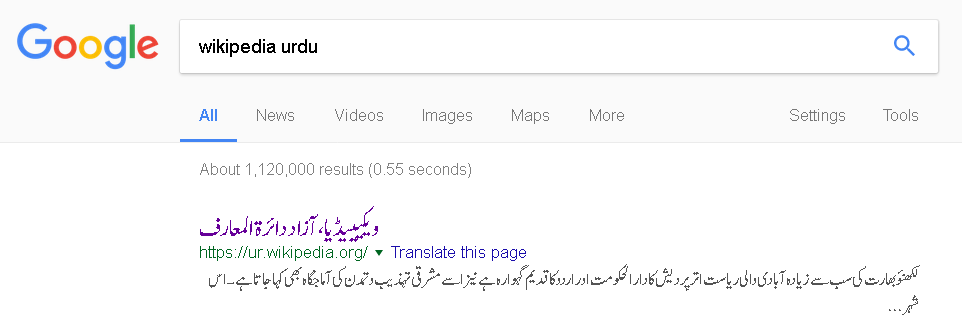 Google
wikipedia urdu
All News Videos Images Maps More Settings Tools
About 1,120,000 results (0.55 seconds)
ویکیپیڈیا، آزاد دائرۃ المعارف
https://ur.wikipedia.org/ ▼ Translate this page
لکھنؤ بھارت کی سب سے زیادہ آبادی والی ریاست اتر پردیش کا دارالحکومت اور اردو کا قدیم گہوارہ ہے نیز اسے مشرقی تہذیب و تمدن کی آماجگاہ بھی کہا جاتا ہے۔ اس
شہر ...